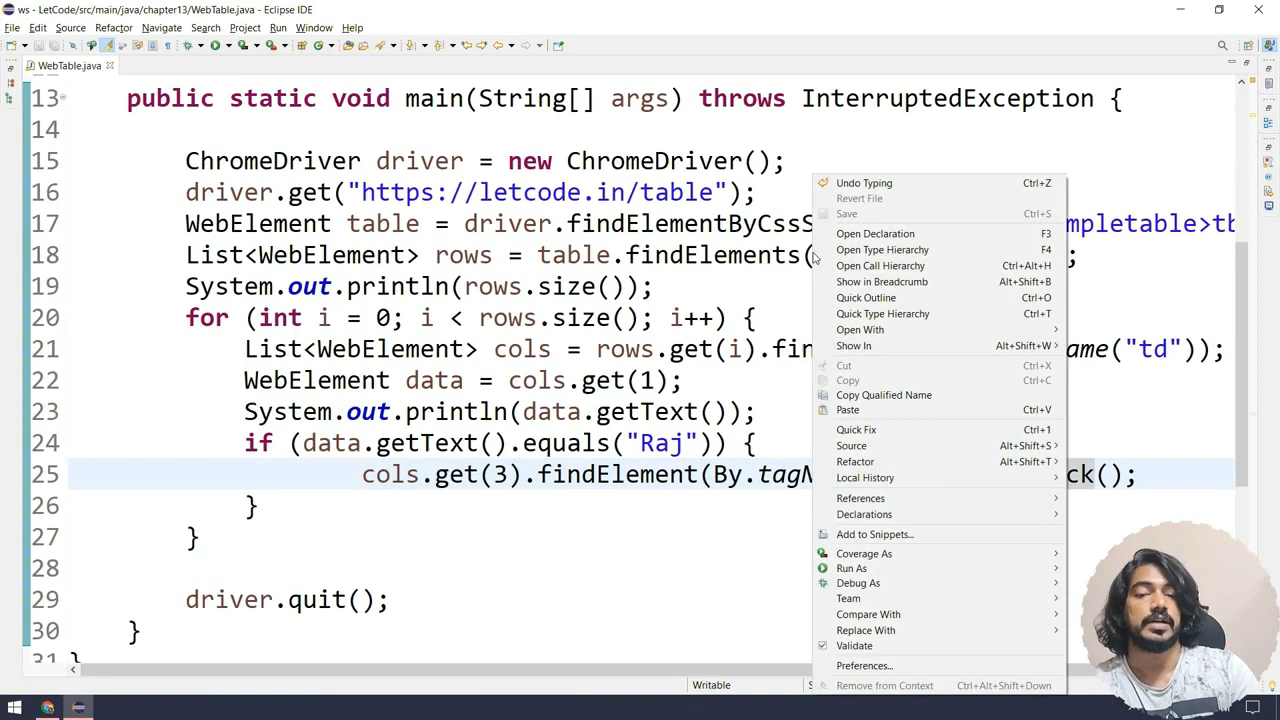 ws - LetCode/src/main/java/chapter13/WebTable.java - Eclipse IDE
File Edit Source Refactor Navigate Search Project Run Window Help
WebTable.java
13 public static void main(String[] args) throws InterruptedException {
14
15 ChromeDriver driver = new ChromeDriver();
16 driver.get("https://letcode.in/table");
17 WebElement table = driver.findElementByCssS mpletable>tb
18 List<WebElement> rows = table.findElements( ;
19 System.out.println(rows.size());
20 for (int i = 0; i < rows.size(); i++) {
21 List<WebElement> cols = rows.get(i).fin ame("td"));
22 WebElement data = cols.get(1);
23 System.out.println(data.getText());
24 if (data.getText().equals("Raj")) {
25 cols.get(3).findElement(By.tagN ck();
26 }
27 }
28
29 driver.quit();
30 }
31 }
Undo Typing Ctrl+Z
Revert File
Save Ctrl+S
Open Declaration F3
Open Type Hierarchy F4
Open Call Hierarchy Ctrl+Alt+H
Show in Breadcrumb Alt+Shift+B
Quick Outline Ctrl+O
Quick Type Hierarchy Ctrl+T
Open With
Show In Alt+Shift+W
Cut Ctrl+X
Copy Ctrl+C
Copy Qualified Name
Paste Ctrl+V
Quick Fix Ctrl+1
Source Alt+Shift+S
Refactor Alt+Shift+T
Local History
References
Declarations
Add to Snippets...
Coverage As
Run As
Debug As
Team
Compare With
Replace With
Validate
Preferences...
Remove from Context Ctrl+Alt+Shift+Down
Writable